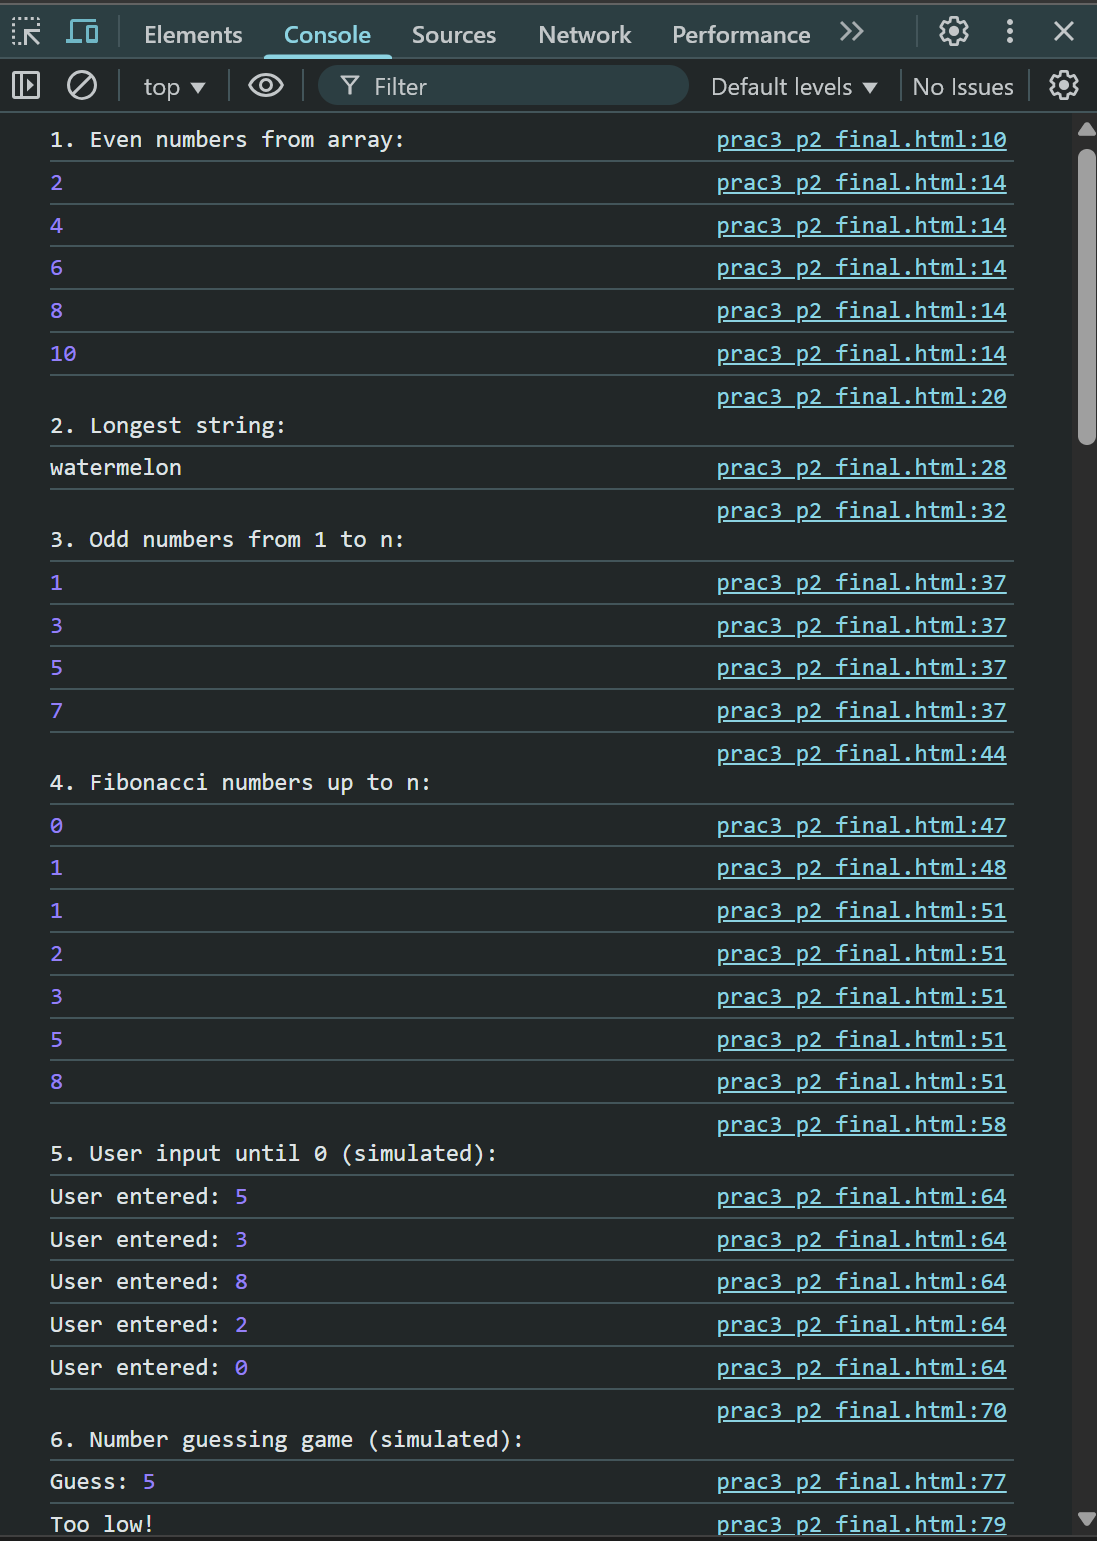 Elements Console Sources Network Performance
top Filter Default levels No Issues
1. Even numbers from array: prac3_p2_final.html:10
2 prac3_p2_final.html:14
4 prac3_p2_final.html:14
6 prac3_p2_final.html:14
8 prac3_p2_final.html:14
10 prac3_p2_final.html:14
prac3_p2_final.html:20
2. Longest string:
watermelon prac3_p2_final.html:28
prac3_p2_final.html:32
3. Odd numbers from 1 to n:
1 prac3_p2_final.html:37
3 prac3_p2_final.html:37
5 prac3_p2_final.html:37
7 prac3_p2_final.html:37
prac3_p2_final.html:44
4. Fibonacci numbers up to n:
0 prac3_p2_final.html:47
1 prac3_p2_final.html:48
1 prac3_p2_final.html:51
2 prac3_p2_final.html:51
3 prac3_p2_final.html:51
5 prac3_p2_final.html:51
8 prac3_p2_final.html:51
prac3_p2_final.html:58
5. User input until 0 (simulated):
User entered: 5 prac3_p2_final.html:64
User entered: 3 prac3_p2_final.html:64
User entered: 8 prac3_p2_final.html:64
User entered: 2 prac3_p2_final.html:64
User entered: 0 prac3_p2_final.html:64
prac3_p2_final.html:70
6. Number guessing game (simulated):
Guess: 5 prac3_p2_final.html:77
Too low! prac3_p2_final.html:79